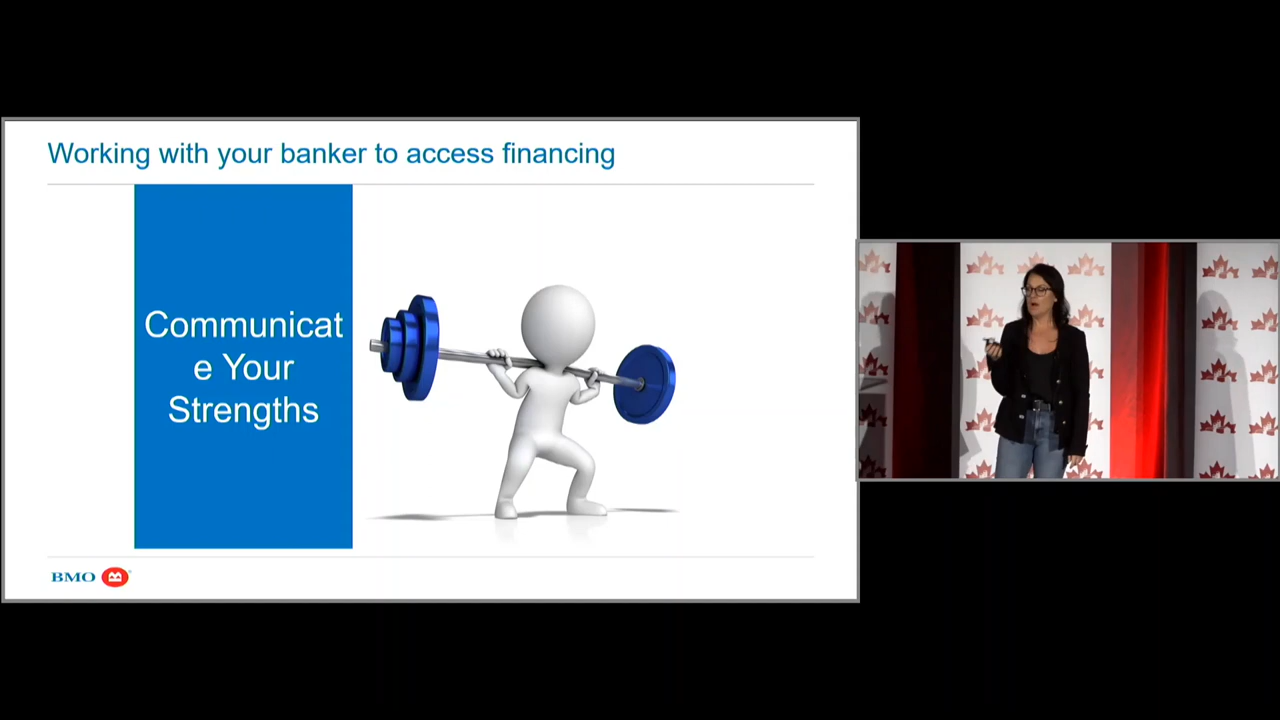 Working with your banker to access financing
Communicat
e Your
Strengths
BMO